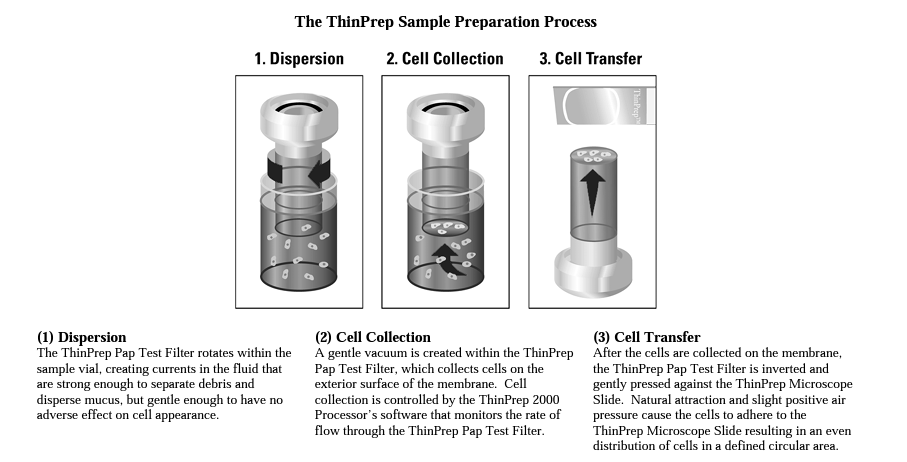 The ThinPrep Sample Preparation Process
1. Dispersion
2. Cell Collection
3. Cell Transfer
ThinPrep™
(1) Dispersion
The ThinPrep Pap Test Filter rotates within the
sample vial, creating currents in the fluid that
are strong enough to separate debris and
disperse mucus, but gentle enough to have no
adverse effect on cell appearance.
(2) Cell Collection
A gentle vacuum is created within the ThinPrep
Pap Test Filter, which collects cells on the
exterior surface of the membrane.  Cell
collection is controlled by the ThinPrep 2000
Processor's software that monitors the rate of
flow through the ThinPrep Pap Test Filter.
(3) Cell Transfer
After the cells are collected on the membrane,
the ThinPrep Pap Test Filter is inverted and
gently pressed against the ThinPrep Microscope
Slide.  Natural attraction and slight positive air
pressure cause the cells to adhere to the
ThinPrep Microscope Slide resulting in an even
distribution of cells in a defined circular area.